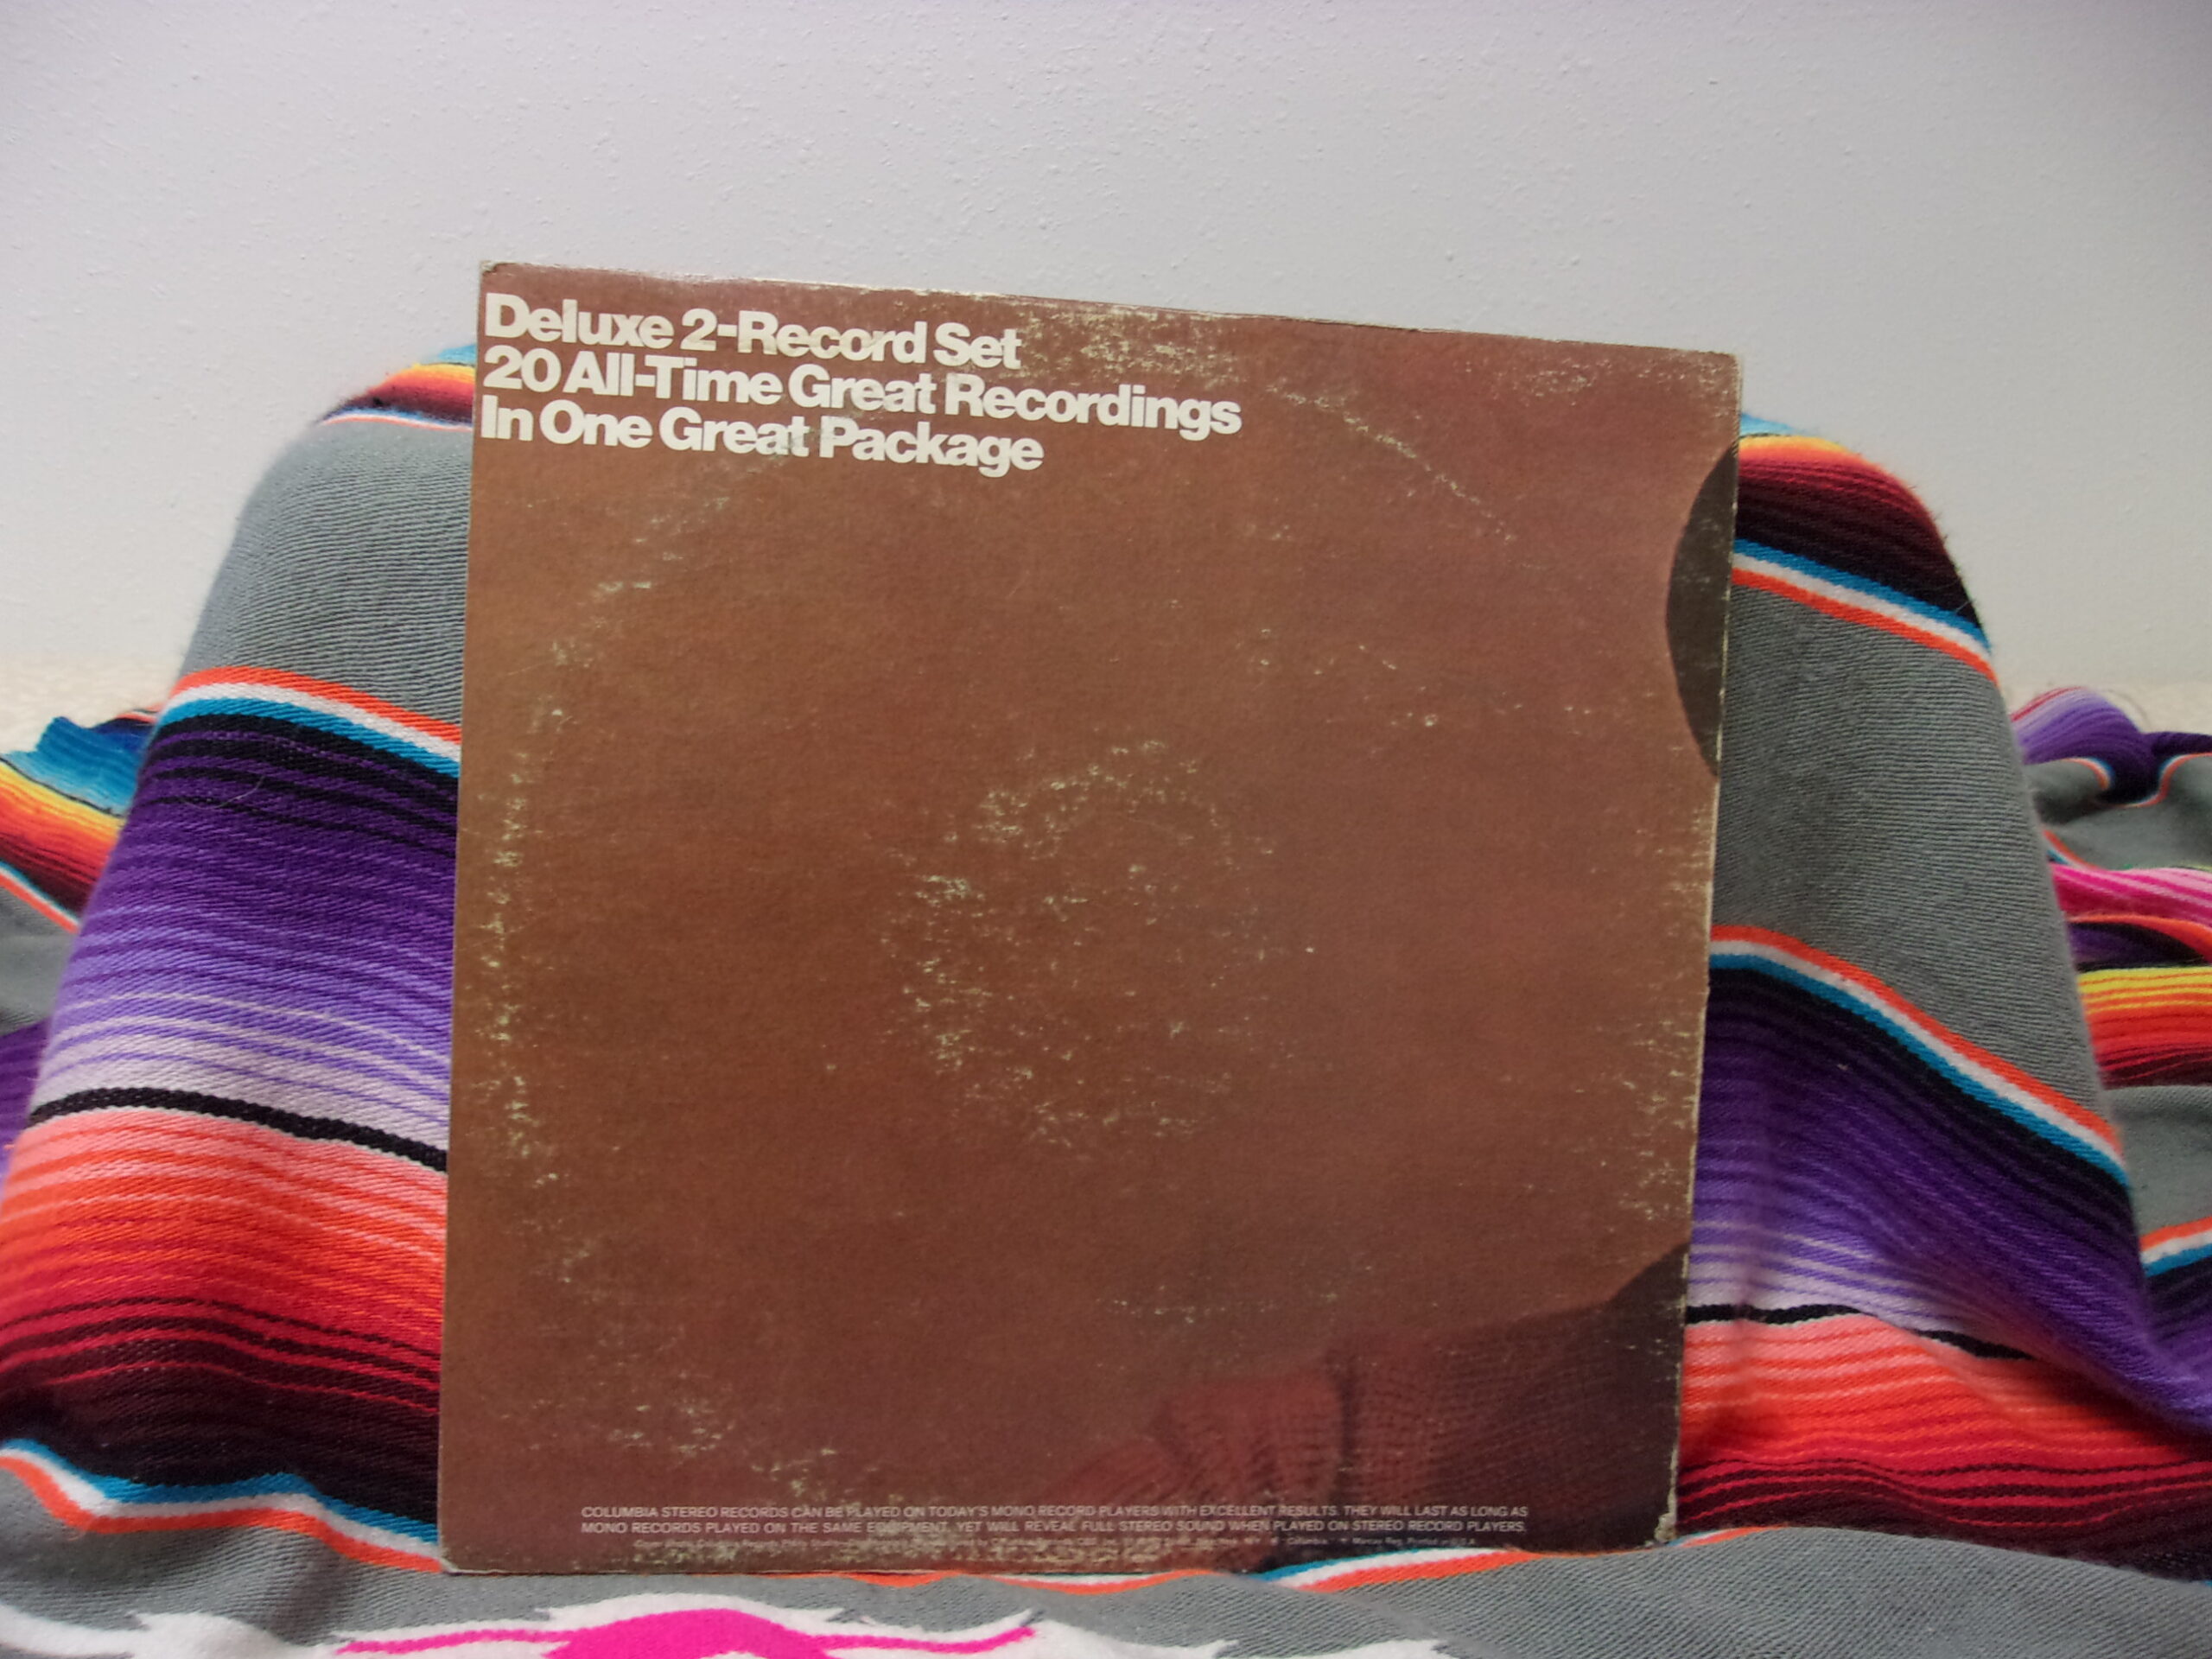 Deluxe 2-Record Set
20 All-Time Great Recordings
In One Great Package
COLUMBIA STEREO RECORDS CAN BE PLAYED ON TODAY'S MONO RECORD PLAYERS WITH EXCELLENT RESULTS. THEY WILL LAST AS LONG AS
MONO RECORDS PLAYED ON THE SAME EQUIPMENT, YET WILL REVEAL FULL STEREO SOUND WHEN PLAYED ON STEREO RECORD PLAYERS.